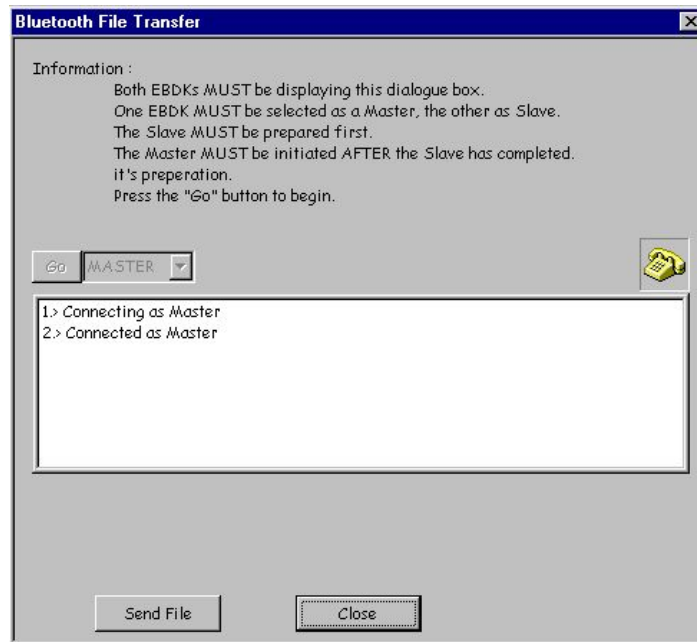 Bluetooth File Transfer
Information :
Both EBDKs MUST be displaying this dialogue box.
One EBDK MUST be selected as a Master, the other as Slave.
The Slave MUST be prepared first.
The Master MUST be initiated AFTER the Slave has completed.
it's preperation.
Press the "Go" button to begin.
Go MASTER
1.> Connecting as Master
2.> Connected as Master
Send File Close